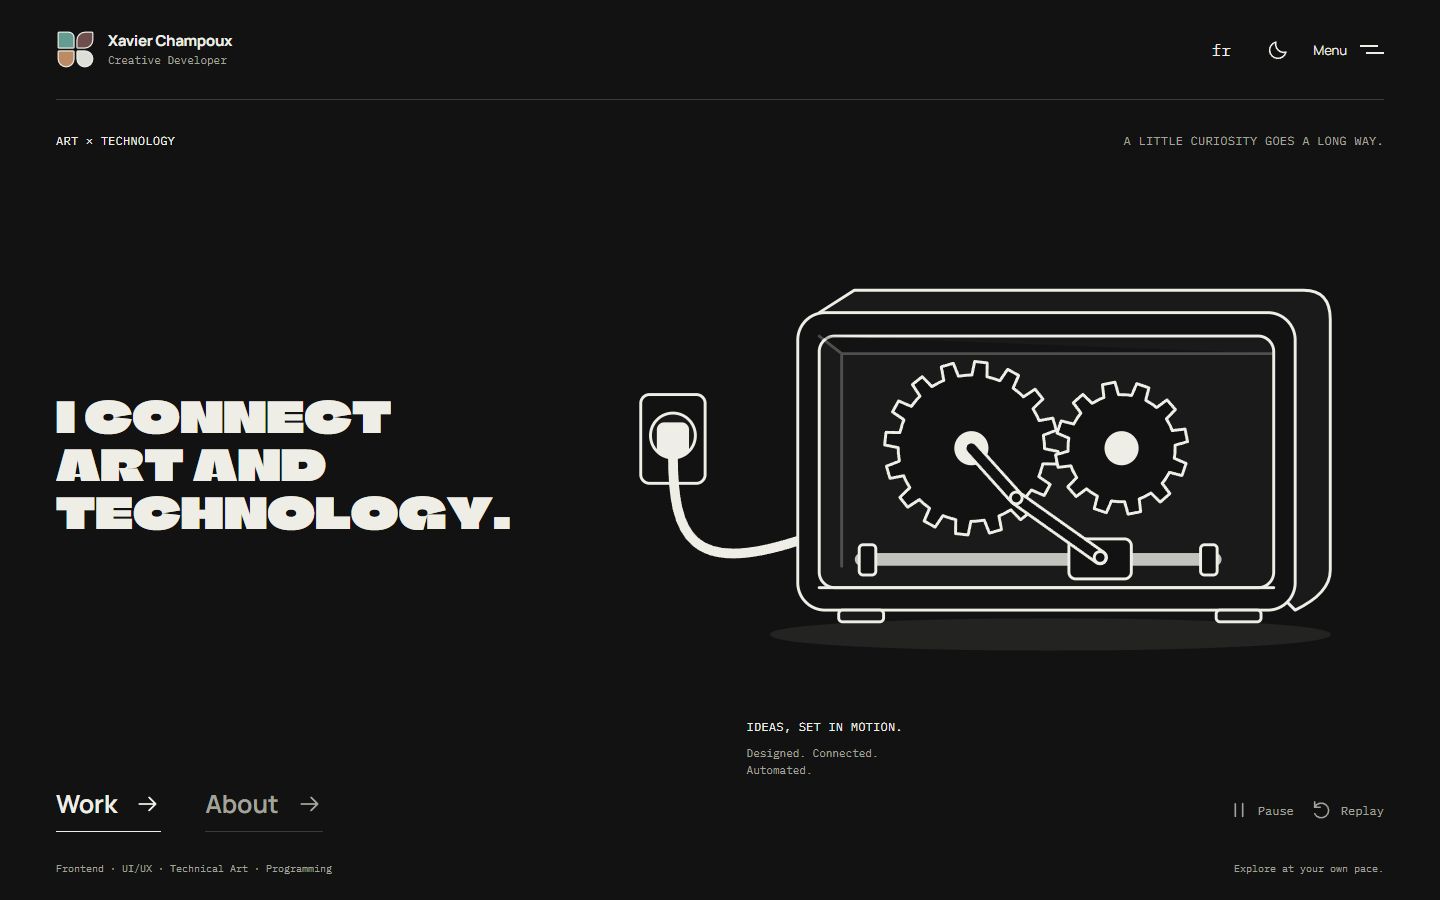 Xavier Champoux
Creative Developer
fr
Menu
ART × TECHNOLOGY
A LITTLE CURIOSITY GOES A LONG WAY.
I CONNECT
ART AND
TECHNOLOGY.
IDEAS, SET IN MOTION.
Designed. Connected.
Automated.
Work
About
Pause
Replay
Frontend · UI/UX · Technical Art · Programming
Explore at your own pace.